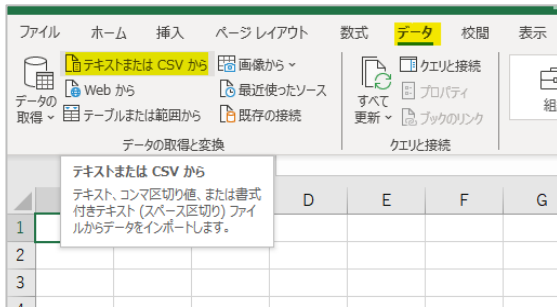 ファイル ホーム 挿入 ページ レイアウト 数式 データ 校閲 表示
データの取得
テキストまたは CSV から
Web から
テーブルまたは範囲から
画像から
最近使ったソース
既存の接続
データの取得と変換
すべて更新
クエリと接続
プロパティ
ブックのリンク
クエリと接続
組
テキストまたは CSV から
テキスト、コンマ区切り値、または書式
付きテキスト (スペース区切り) ファイ
ルからデータをインポートします。
D E F G
1
2
3